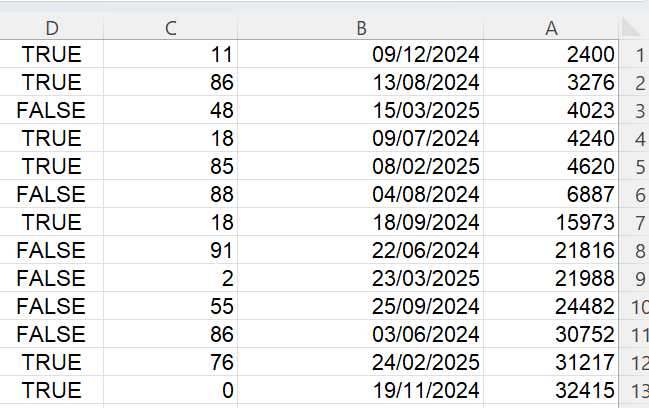 D C B A
TRUE 11 09/12/2024 2400 1
TRUE 86 13/08/2024 3276 2
FALSE 48 15/03/2025 4023 3
TRUE 18 09/07/2024 4240 4
TRUE 85 08/02/2025 4620 5
FALSE 88 04/08/2024 6887 6
TRUE 18 18/09/2024 15973 7
FALSE 91 22/06/2024 21816 8
FALSE 2 23/03/2025 21988 9
FALSE 55 25/09/2024 24482 10
FALSE 86 03/06/2024 30752 11
TRUE 76 24/02/2025 31217 12
TRUE 0 19/11/2024 32415 13